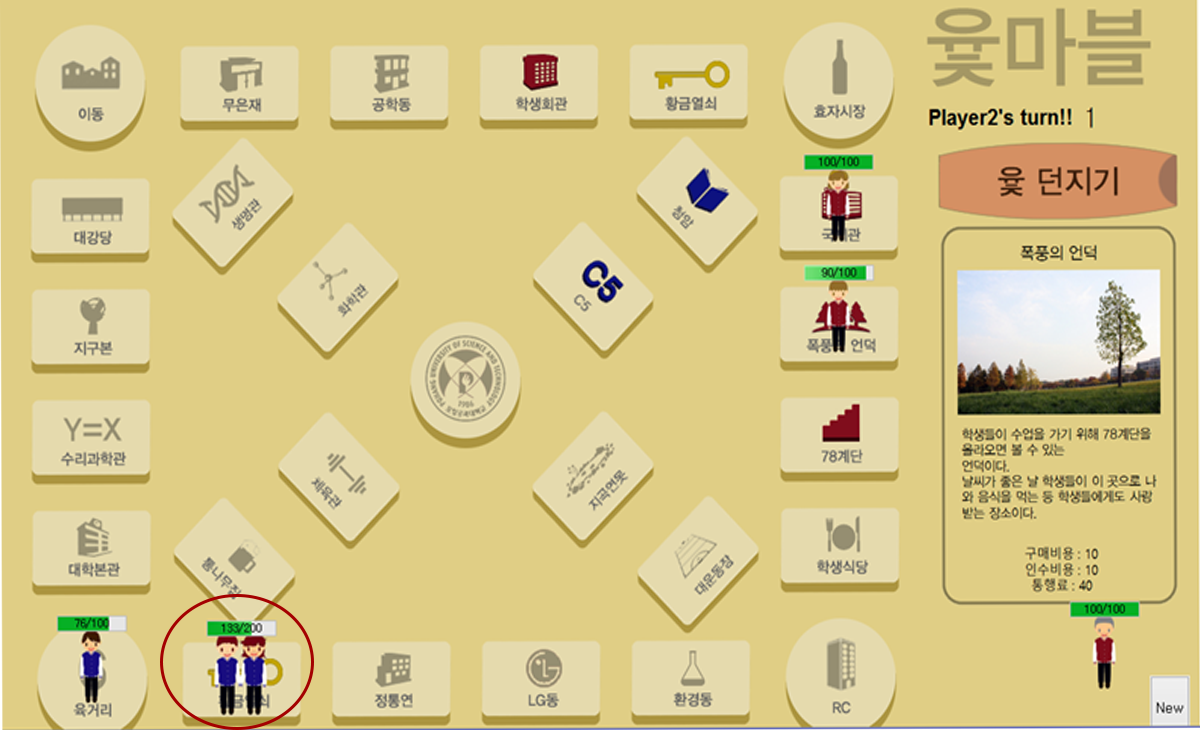 윷마블
Player2's turn!! 1
윷 던지기
이동
무은재
공학동
학생회관
황금열쇠
효자시장
100/100
대강당
생명관
청암
지구본
화학관
C5
C5
90/100
언덕
POHANG UNIVERSITY OF SCIENCE AND TECHNOLOGY
1986
Y=X
수리과학관
78계단
체육관
지곡연못
대학본관
통나무집
대운동장
학생식당
76/100
육거리
133/200
정통연
LG동
환경동
RC
폭풍의 언덕
학생들이 수업을 가기 위해 78계단을
올라오면 볼 수 있는
언덕이다.
날씨가 좋은 날 학생들이 이 곳으로 나
와 음식을 먹는 등 학생들에게도 사랑
받는 장소이다.
구매비용 : 10
인수비용 : 10
통행료 : 40
100/100
New